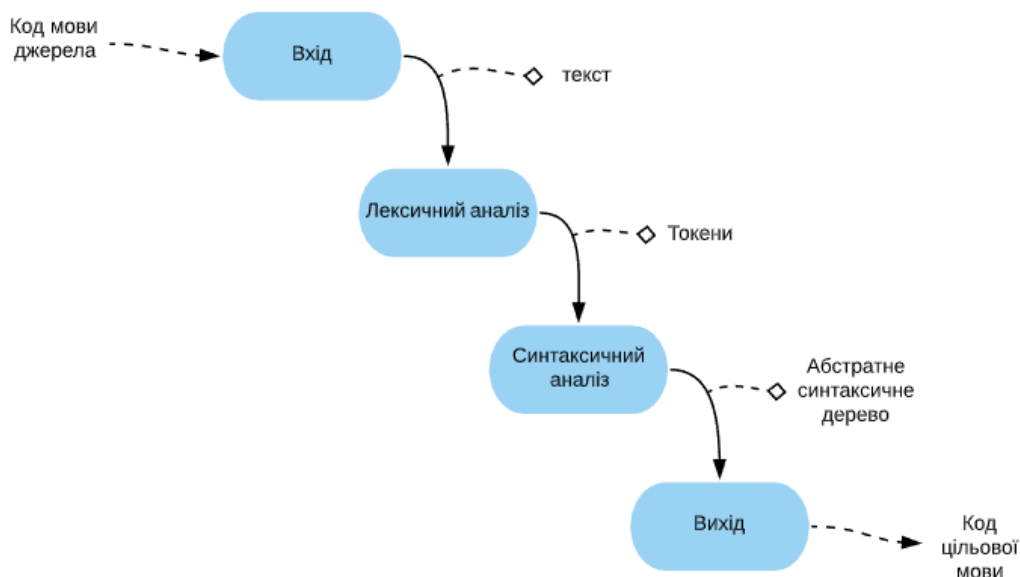 Код мови
джерела
Вхід
текст
Лексичний аналіз
Токени
Синтаксичний
аналіз
Абстратне
синтаксичне
дерево
Вихід
Код
цільової
мови